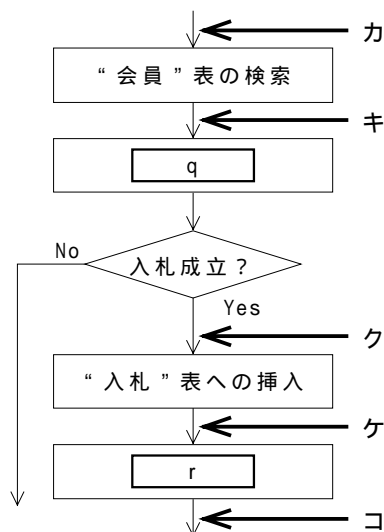 カ
“会員”表の検索
キ
q
No
入札成立？
Yes
ク
“入札”表への挿入
ケ
r
コ